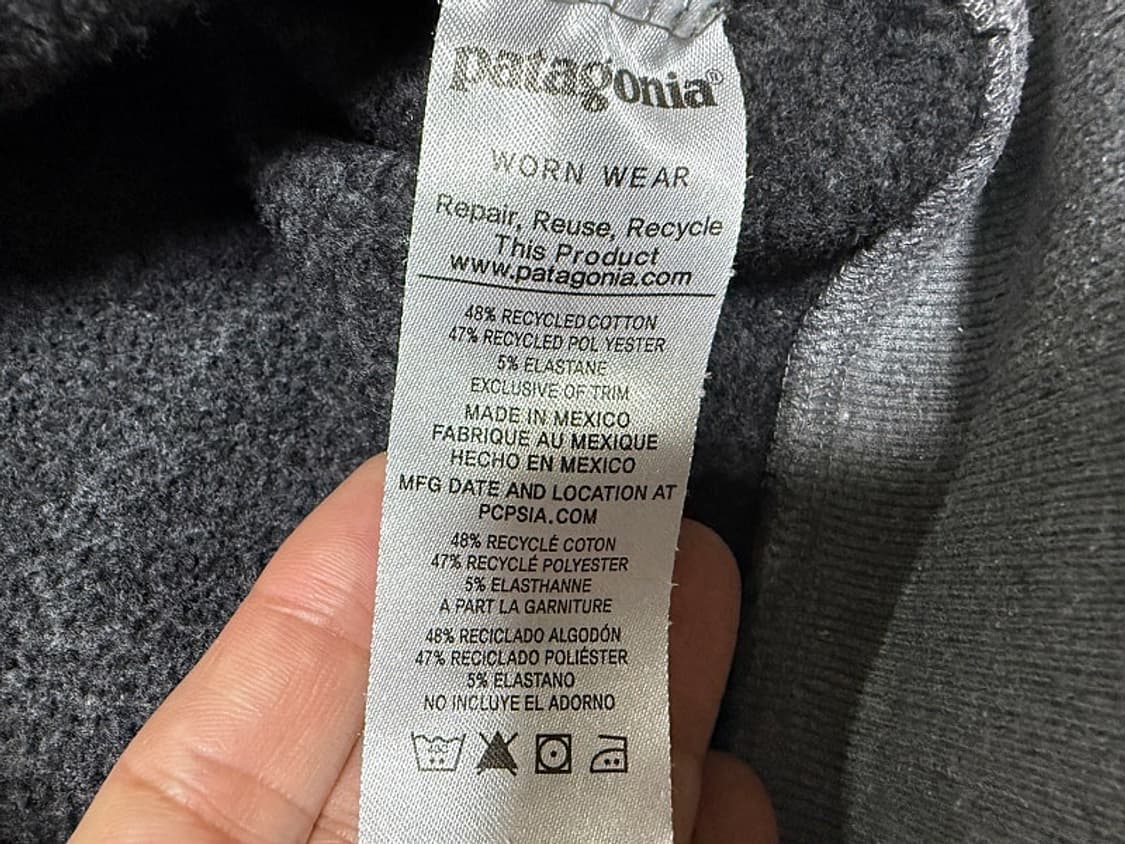 patagonia®
WORN WEAR
Repair, Reuse, Recycle
This Product
www.patagonia.com
48% RECYCLED COTTON
47% RECYCLED POLYESTER
5% ELASTANE
EXCLUSIVE OF TRIM
MADE IN MEXICO
FABRIQUE AU MEXIQUE
HECHO EN MEXICO
MFG DATE AND LOCATION AT
PCPSIA.COM
48% RECYCLÉ COTON
47% RECYCLÉ POLYESTER
5% ELASTHANNE
A PART LA GARNITURE
48% RECICLADO ALGODÓN
47% RECICLADO POLIÉSTER
5% ELASTANO
NO INCLUYE EL ADORNO